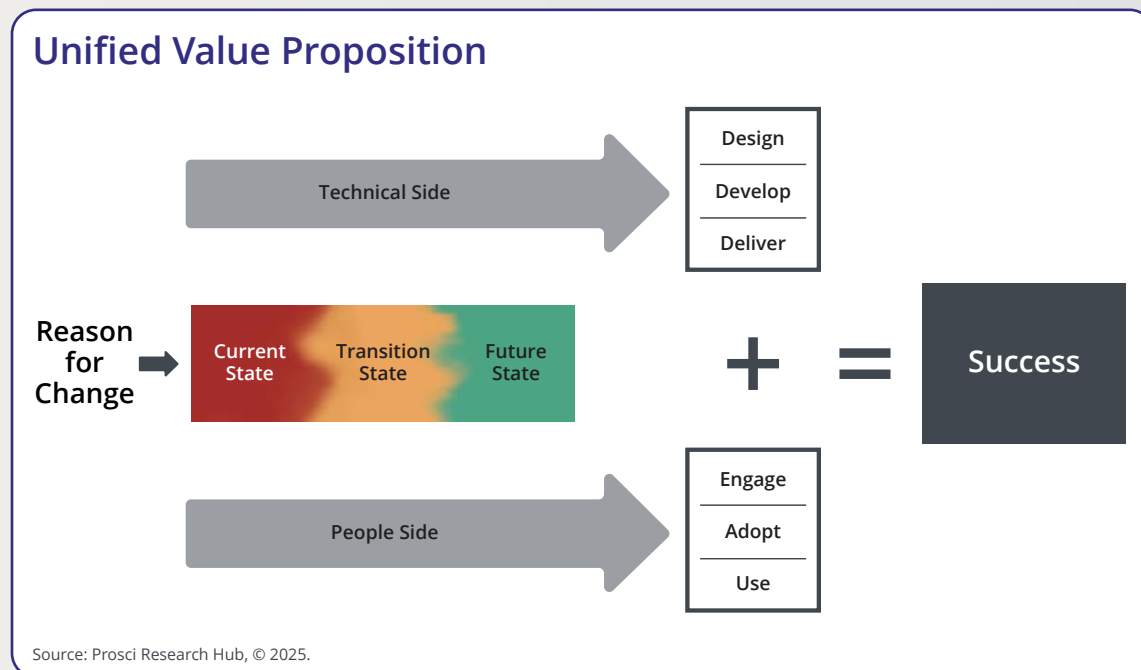 Unified Value Proposition
Technical Side
Design
Develop
Deliver
Reason
for
Change
Current
State
Transition
State
Future
State
+
=
Success
People Side
Engage
Adopt
Use
Source: Prosci Research Hub, © 2025.